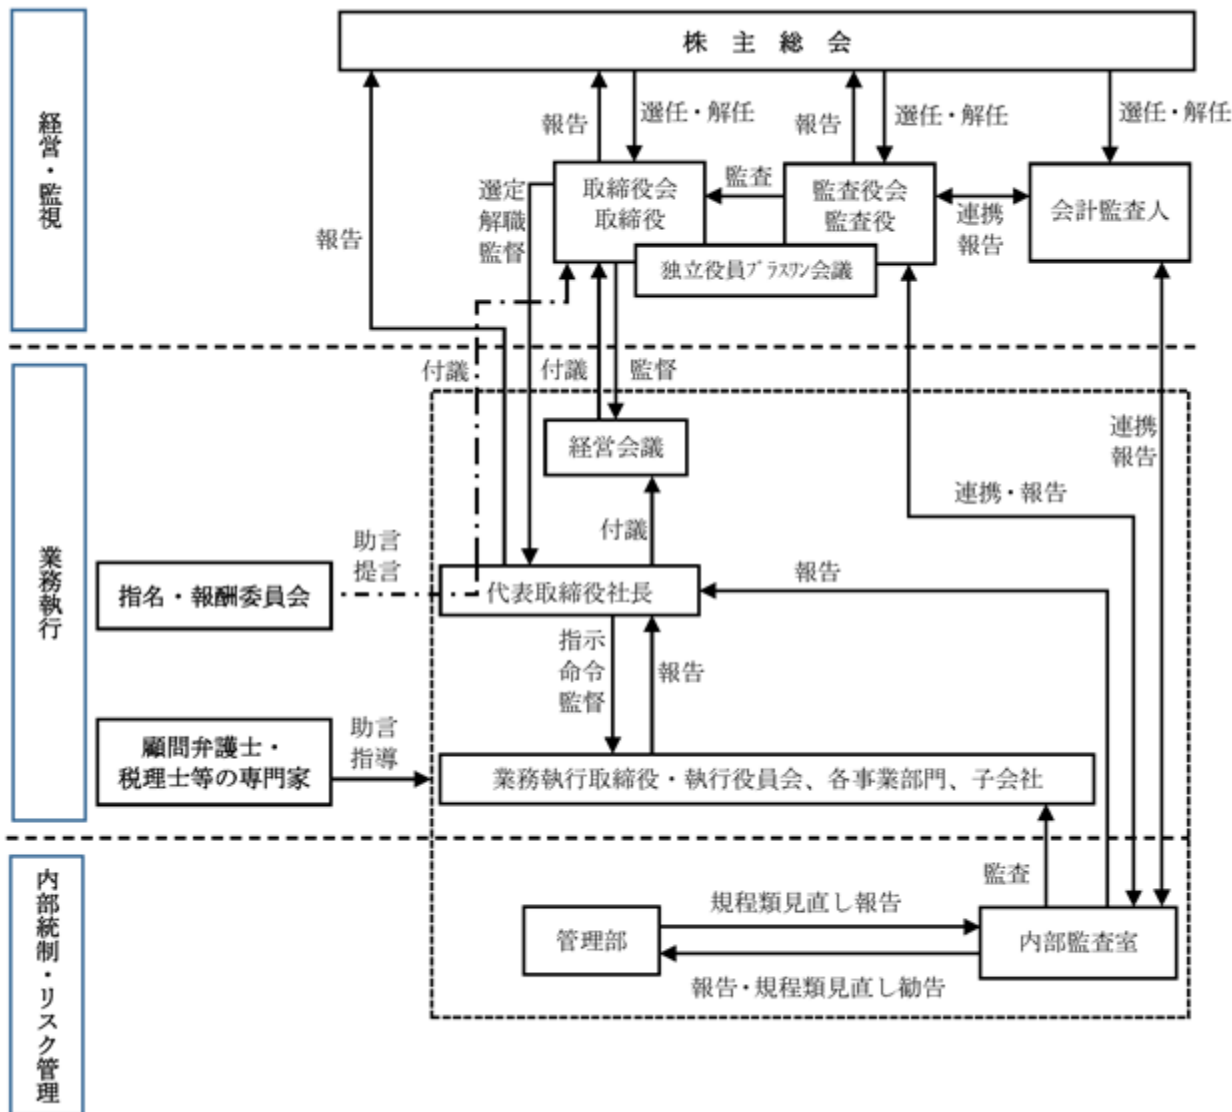 株 主 総 会
経営・監視
報告
選任・解任
報告
選任・解任
選任・解任
取締役会
取締役
監査
監査役会
監査役
連携
報告
会計監査人
選定
解職
監督
報告
独立役員プラスワン会議
付議
付議
監督
業務執行
経営会議
連携
報告
連携・報告
付議
助言
提言
指名・報酬委員会
代表取締役社長
報告
指示
命令
監督
報告
顧問弁護士・
税理士等の専門家
助言
指導
業務執行取締役・執行役員会、各事業部門、子会社
内部統制・リスク管理
監査
管理部
規程類見直し報告
内部監査室
報告・規程類見直し勧告